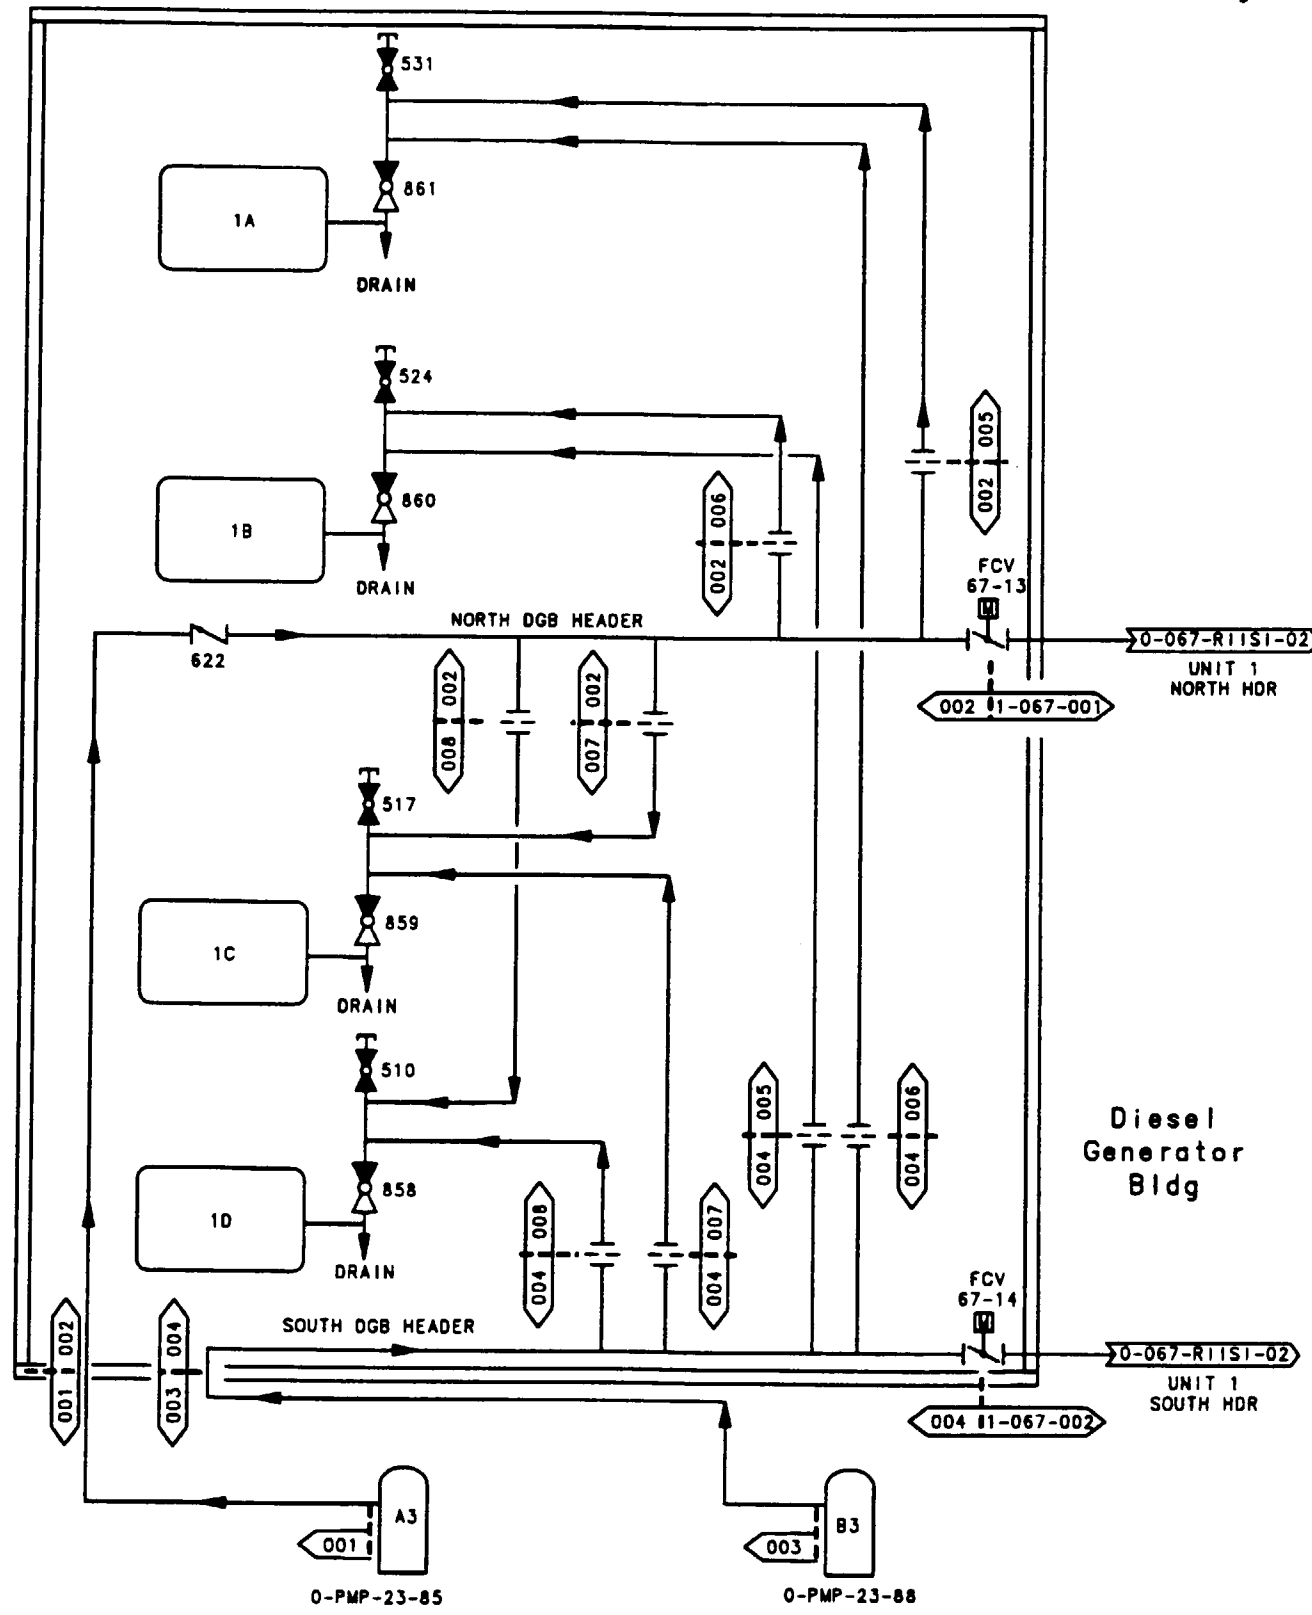 531
861
1A
DRAIN
524
860
1B
DRAIN
002 005
002 006
FCV
67-13
NORTH DGB HEADER
622
0-067-R11S1-02
UNIT 1
NORTH HDR
002 1-067-001
008 002
007 002
517
859
1C
DRAIN
510
858
1D
DRAIN
004 005
004 006
Diesel
Generator
Bldg
004 008
004 007
FCV
67-14
SOUTH DGB HEADER
001 002
003 004
0-067-R11S1-02
UNIT 1
SOUTH HDR
004 1-067-002
A3
001
0-PMP-23-85
B3
003
0-PMP-23-88